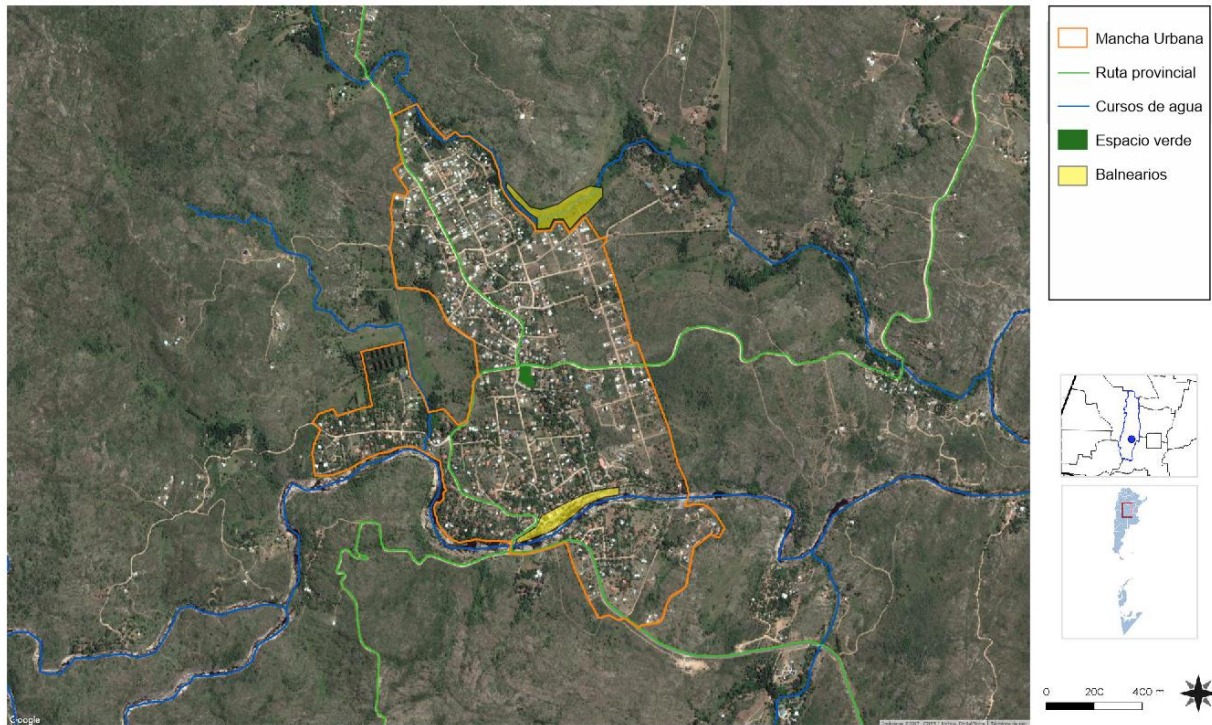 Mancha Urbana
Ruta provincial
Cursos de agua
Espacio verde
Balnearios
0 200 400 m
Google